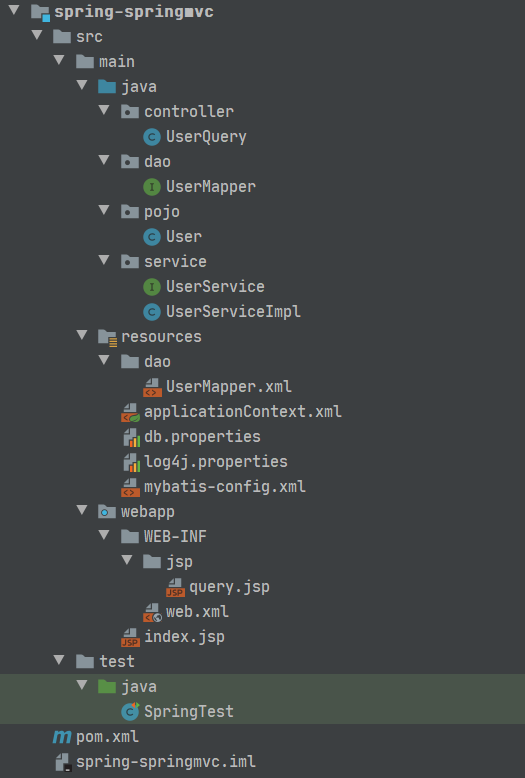 spring-springmvc
src
main
java
controller
UserQuery
dao
UserMapper
pojo
User
service
UserService
UserServiceImpl
resources
dao
UserMapper.xml
applicationContext.xml
db.properties
log4j.properties
mybatis-config.xml
webapp
WEB-INF
jsp
query.jsp
web.xml
index.jsp
test
java
SpringTest
pom.xml
spring-springmvc.iml